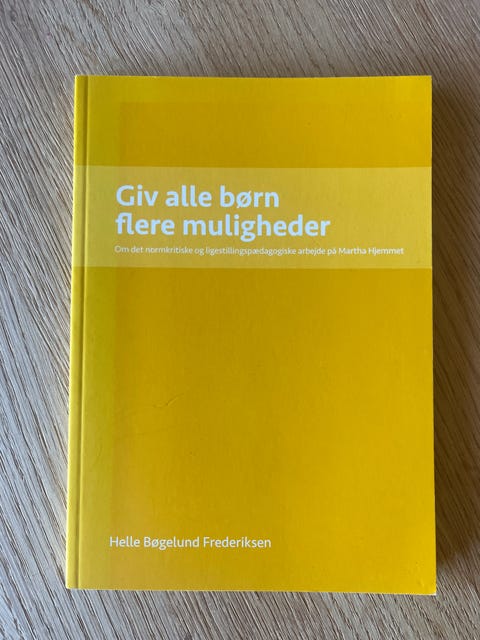 Giv alle børn
flere muligheder
Om det normkritiske og ligestillingspædagogiske arbejde på Martha Hjemmet
Helle Bøgelund Frederiksen